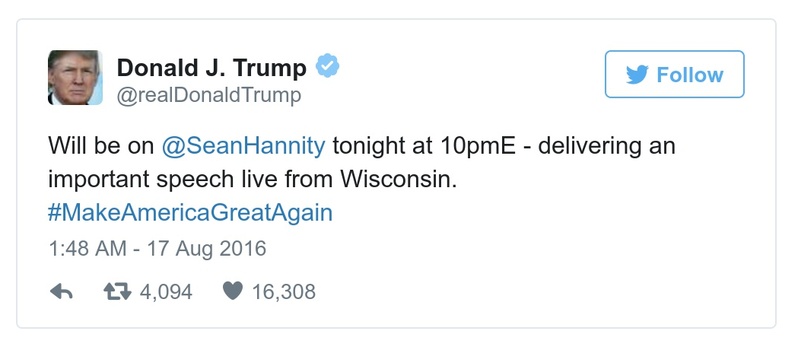 Donald J. Trump
Follow
@realDonaldTrump
Will be on @SeanHannity tonight at 10pmE - delivering an
important speech live from Wisconsin.
#MakeAmericaGreatAgain
1:48 AM - 17 Aug 2016
4,094 16,308